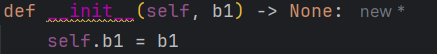 def __init__(self, b1) -> None: new *
self.b1 = b1